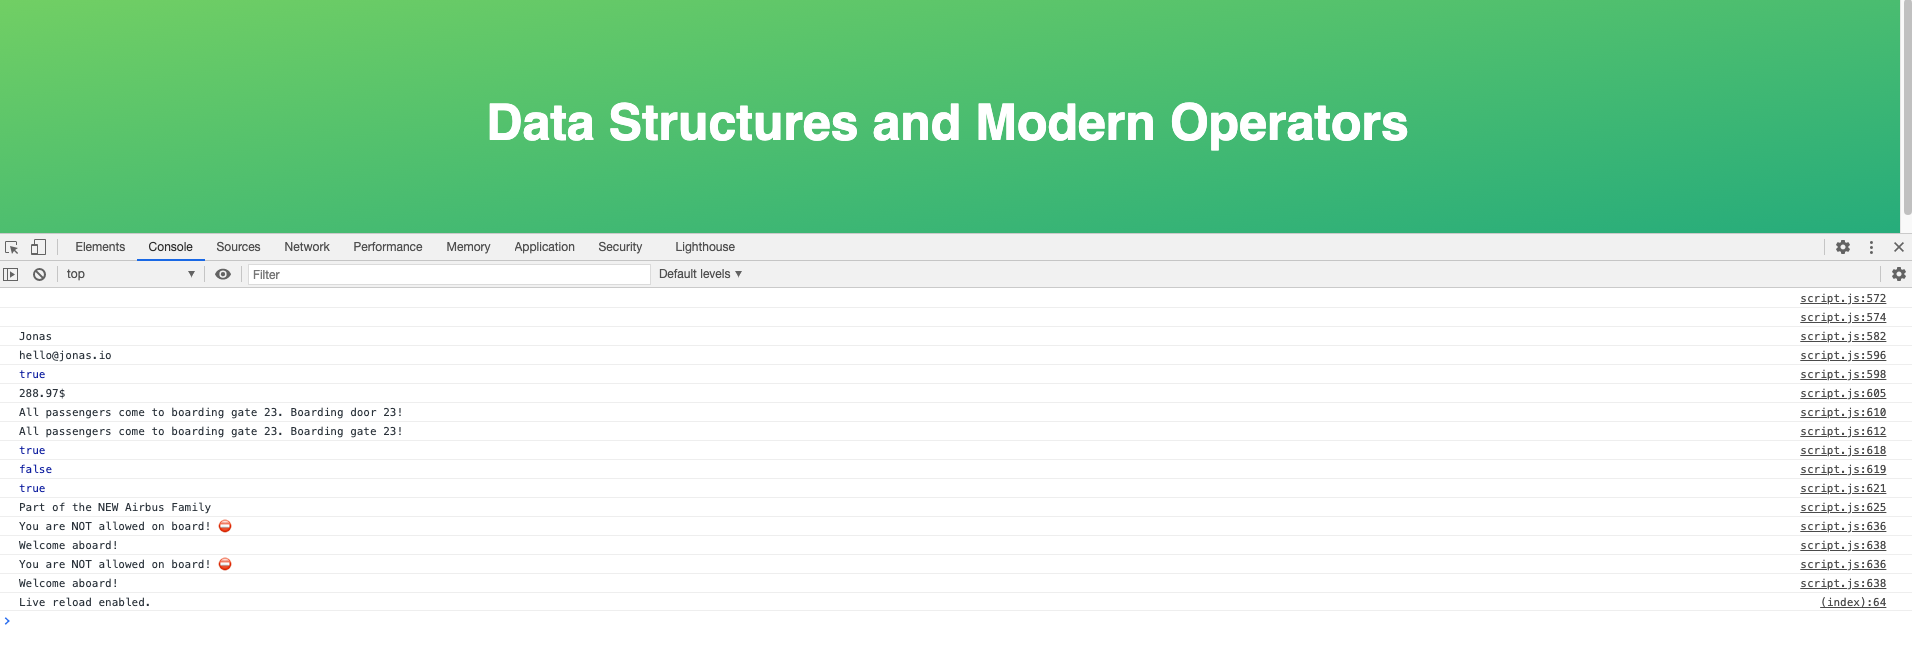 Data Structures and Modern Operators
Elements Console Sources Network Performance Memory Application Security Lighthouse
top Filter Default levels
script.js:572
script.js:574
Jonas script.js:582
hello@jonas.io script.js:596
true script.js:598
288.97$ script.js:605
All passengers come to boarding gate 23. Boarding door 23! script.js:610
All passengers come to boarding gate 23. Boarding gate 23! script.js:612
true script.js:618
false script.js:619
true script.js:621
Part of the NEW Airbus Family script.js:625
You are NOT allowed on board! ⛔ script.js:636
Welcome aboard! script.js:638
You are NOT allowed on board! ⛔ script.js:636
Welcome aboard! script.js:638
Live reload enabled. (index):64